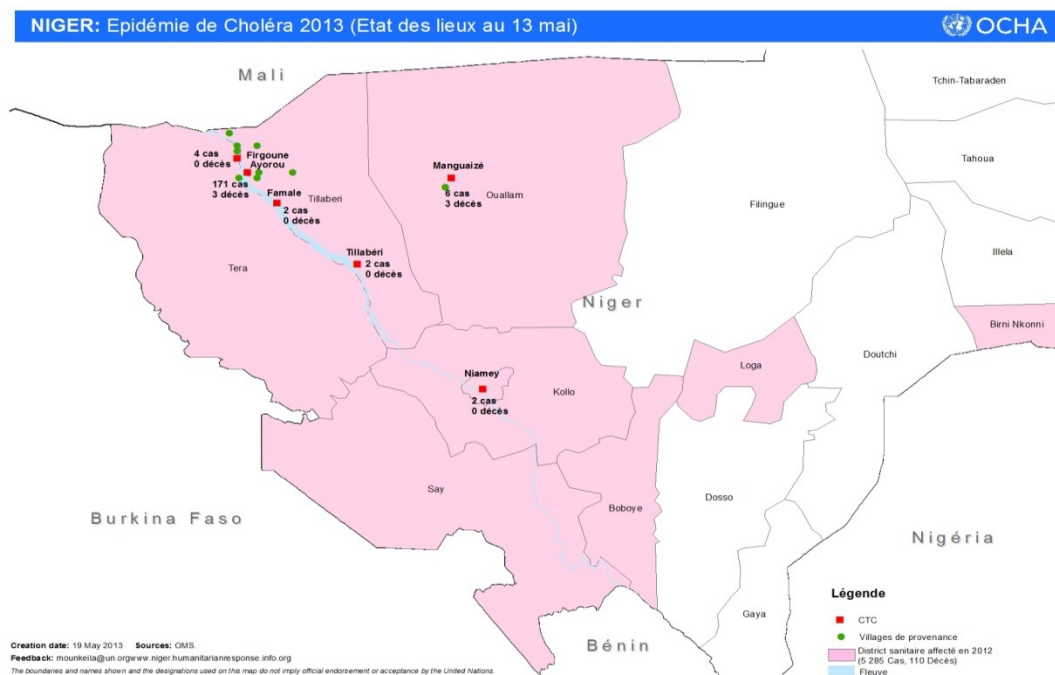 NIGER: Epidémie de Choléra 2013 (Etat des lieux au 13 mai)
OCHA
Mali
Tchin-Tabaraden
4 cas
0 décès
Firgoune
Ayorou
171 cas
3 décès
Tillaberi
Famale
2 cas
0 décès
Manguaizé
6 cas
3 décès
Ouallam
Tahoua
Filingue
Illela
Tera
Tillabéri
2 cas
0 décès
Niger
Birni Nkonni
Doutchi
Loga
Niamey
2 cas
0 décès
Kollo
Say
Boboye
Dosso
Burkina Faso
Nigéria
Gaya
Bénin
Légende
CTC
Villages de provenance
District sanitaire affecté en 2012
(5 285 Cas, 110 Décès)
Fleuve
Creation date: 19 May 2013 Sources: OMS.
Feedback: mounkeila@un.orgwww.niger.humanitarianresponse.info.org
The boundaries and names shown and the designations used on this map do not imply official endorsement or acceptance by the United Nations.